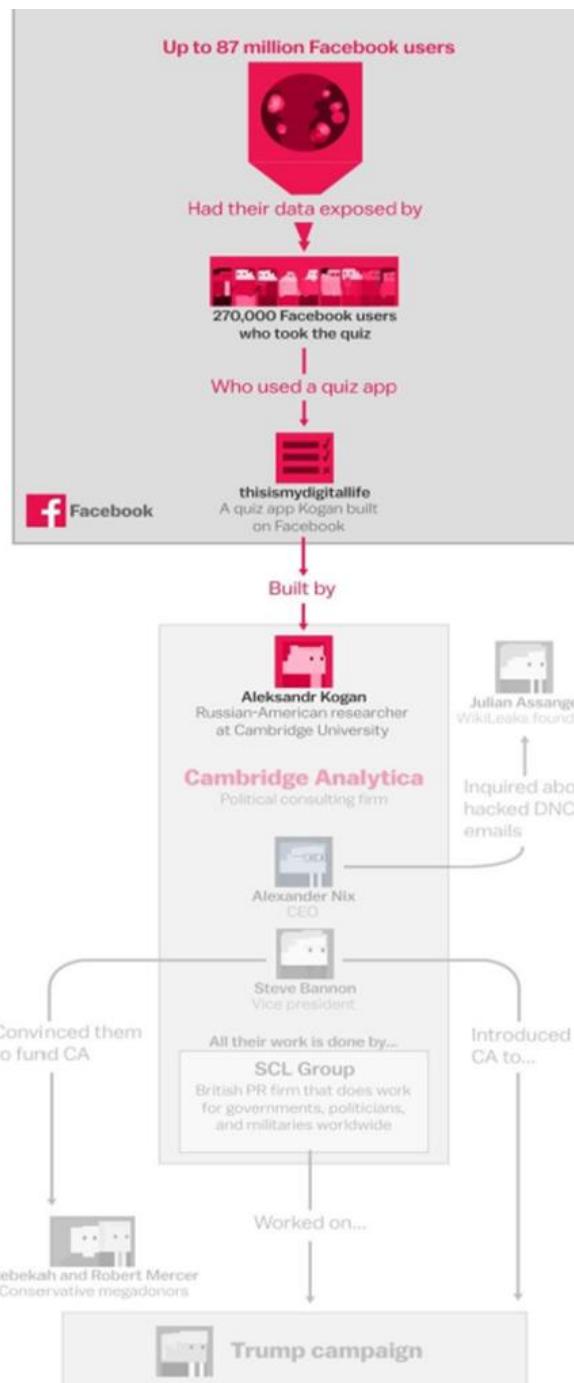 Up to 87 million Facebook users
Had their data exposed by
270,000 Facebook users
who took the quiz
Who used a quiz app
thisismydigitallife
A quiz app Kogan built
on Facebook
Facebook
Built by
Aleksandr Kogan
Russian-American researcher
at Cambridge University
Julian Assange
WikiLeaks found
Cambridge Analytica
Political consulting firm
Inquired abo
hacked DNC
emails
Alexander Nix
CEO
Steve Bannon
Vice president
Convinced them
o fund CA
Introduced
CA to...
All their work is done by...
SCL Group
British PR firm that does work
for governments, politicians,
and militaries worldwide
Worked on...
ebekah and Robert Mercer
Conservative megadonors
Trump campaign